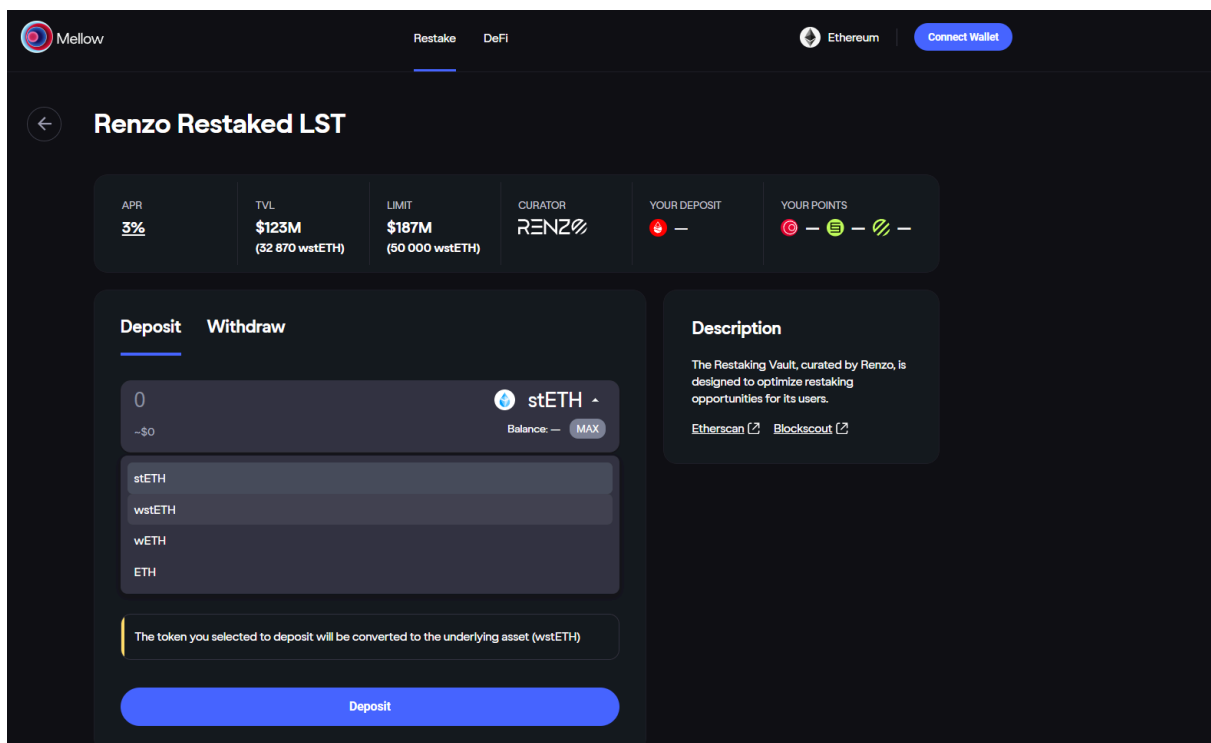 Mellow
Restake DeFi
Ethereum
Connect Wallet
Renzo Restaked LST
APR
3%
TVL
$123M
(32 870 wstETH)
LIMIT
$187M
(50 000 wstETH)
CURATOR
RENZO
YOUR DEPOSIT
—
YOUR POINTS
— — —
Deposit Withdraw
0
stETH
~$0
Balance: — MAX
stETH
wstETH
wETH
ETH
The token you selected to deposit will be converted to the underlying asset (wstETH)
Deposit
Description
The Restaking Vault, curated by Renzo, is
designed to optimize restaking
opportunities for its users.
Etherscan Blockscout